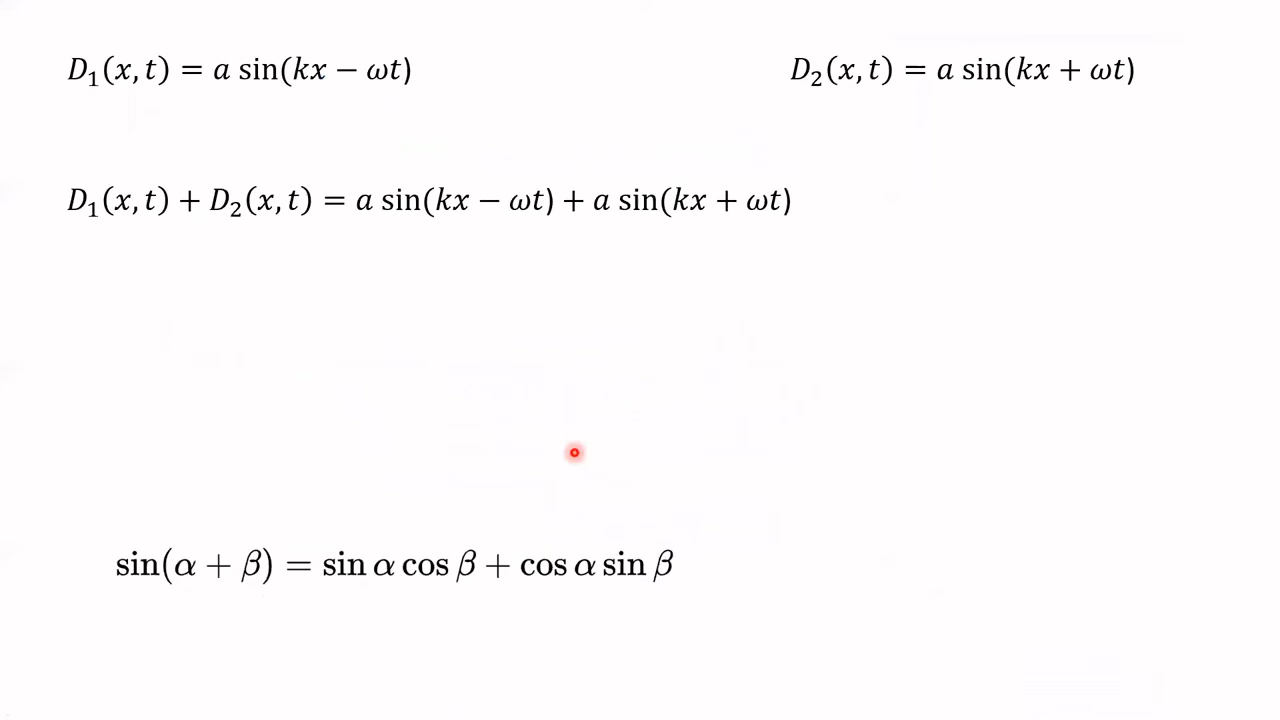 D₁(x, t) = a sin(kx − ωt)
D₂(x, t) = a sin(kx + ωt)
D₁(x, t) + D₂(x, t) = a sin(kx − ωt) + a sin(kx + ωt)
sin(α + β) = sin α cos β + cos α sin β